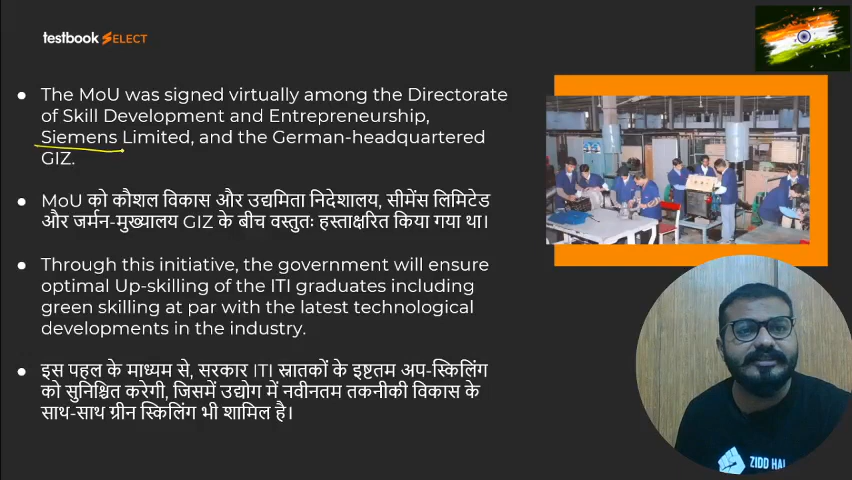 testbook SELECT
The MoU was signed virtually among the Directorate
of Skill Development and Entrepreneurship,
Siemens Limited, and the German-headquartered
GIZ.
MoU को कौशल विकास और उद्यमिता निदेशालय, सीमेंस लिमिटेड
और जर्मन-मुख्यालय GIZ के बीच वस्तुतः हस्ताक्षरित किया गया था।
Through this initiative, the government will ensure
optimal Up-skilling of the ITI graduates including
green skilling at par with the latest technological
developments in the industry.
इस पहल के माध्यम से, सरकार ITI स्नातकों के इष्टतम अप-स्किलिंग
को सुनिश्चित करेगी, जिसमें उद्योग में नवीनतम तकनीकी विकास के
साथ-साथ ग्रीन स्किलिंग भी शामिल है।
ZIDD HAI